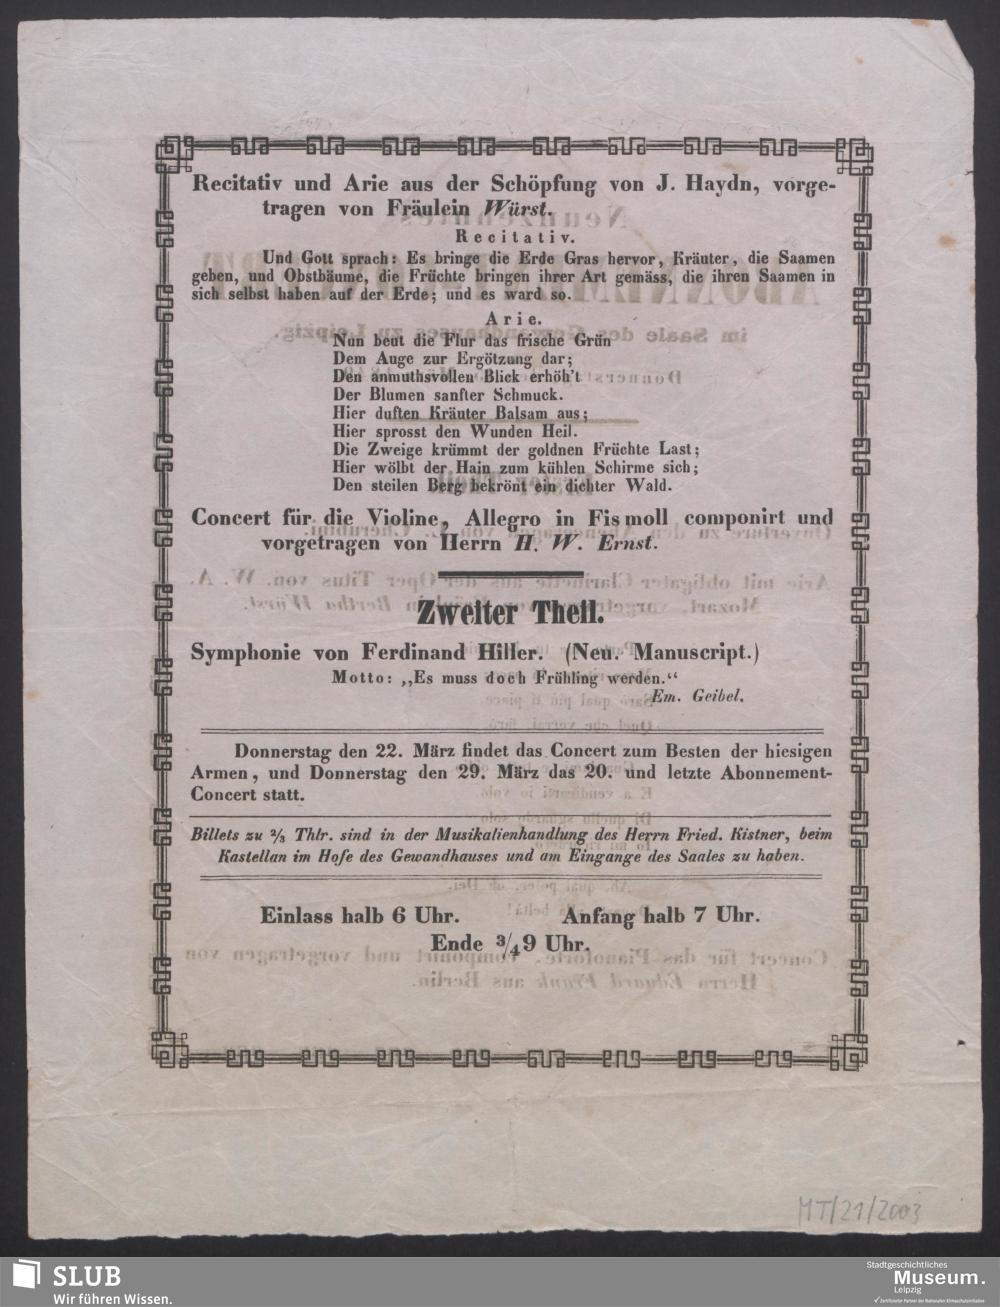 Recitativ und Arie aus der Schöpfung von J. Haydn, vorge-
tragen von Fräulein Würst.
Recitativ.
Und Gott sprach: Es bringe die Erde Gras hervor, Kräuter, die Saamen
geben, und Obstbäume, die Früchte bringen ihrer Art gemäss, die ihren Saamen in
sich selbst haben auf der Erde; und es ward so.
Arie.
Nun beut die Flur das frische Grün
Dem Auge zur Ergötzung dar;
Den anmuthsvollen Blick erhöh't
Der Blumen sanfter Schmuck.
Hier duften Kräuter Balsam aus;
Hier sprosst den Wunden Heil.
Die Zweige krümmt der goldnen Früchte Last;
Hier wölbt der Hain zum kühlen Schirme sich;
Den steilen Berg bekrönt ein dichter Wald.
Concert für die Violine, Allegro in Fis moll componirt und
vorgetragen von Herrn H. W. Ernst.
Zweiter Theil.
Symphonie von Ferdinand Hiller. (Neu. Manuscript.)
Motto: „Es muss doch Frühling werden.“
Em. Geibel.
Donnerstag den 22. März findet das Concert zum Besten der hiesigen
Armen, und Donnerstag den 29. März das 20. und letzte Abonnement-
Concert statt.
Billets zu 2/3 Thlr. sind in der Musikalienhandlung des Herrn Fried. Kistner, beim
Kastellan im Hofe des Gewandhauses und am Eingange des Saales zu haben.
Einlass halb 6 Uhr. Anfang halb 7 Uhr.
Ende 3/4 9 Uhr.
MT/21/2003
SLUB
Wir führen Wissen.
Stadtgeschichtliches
Museum.
Leipzig